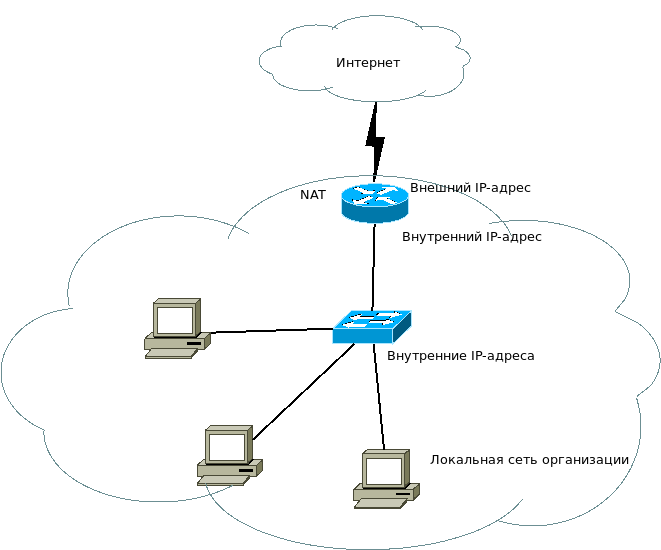 Интернет
NAT
Внешний IP-адрес
Внутренний IP-адрес
Внутренние IP-адреса
Локальная сеть организации